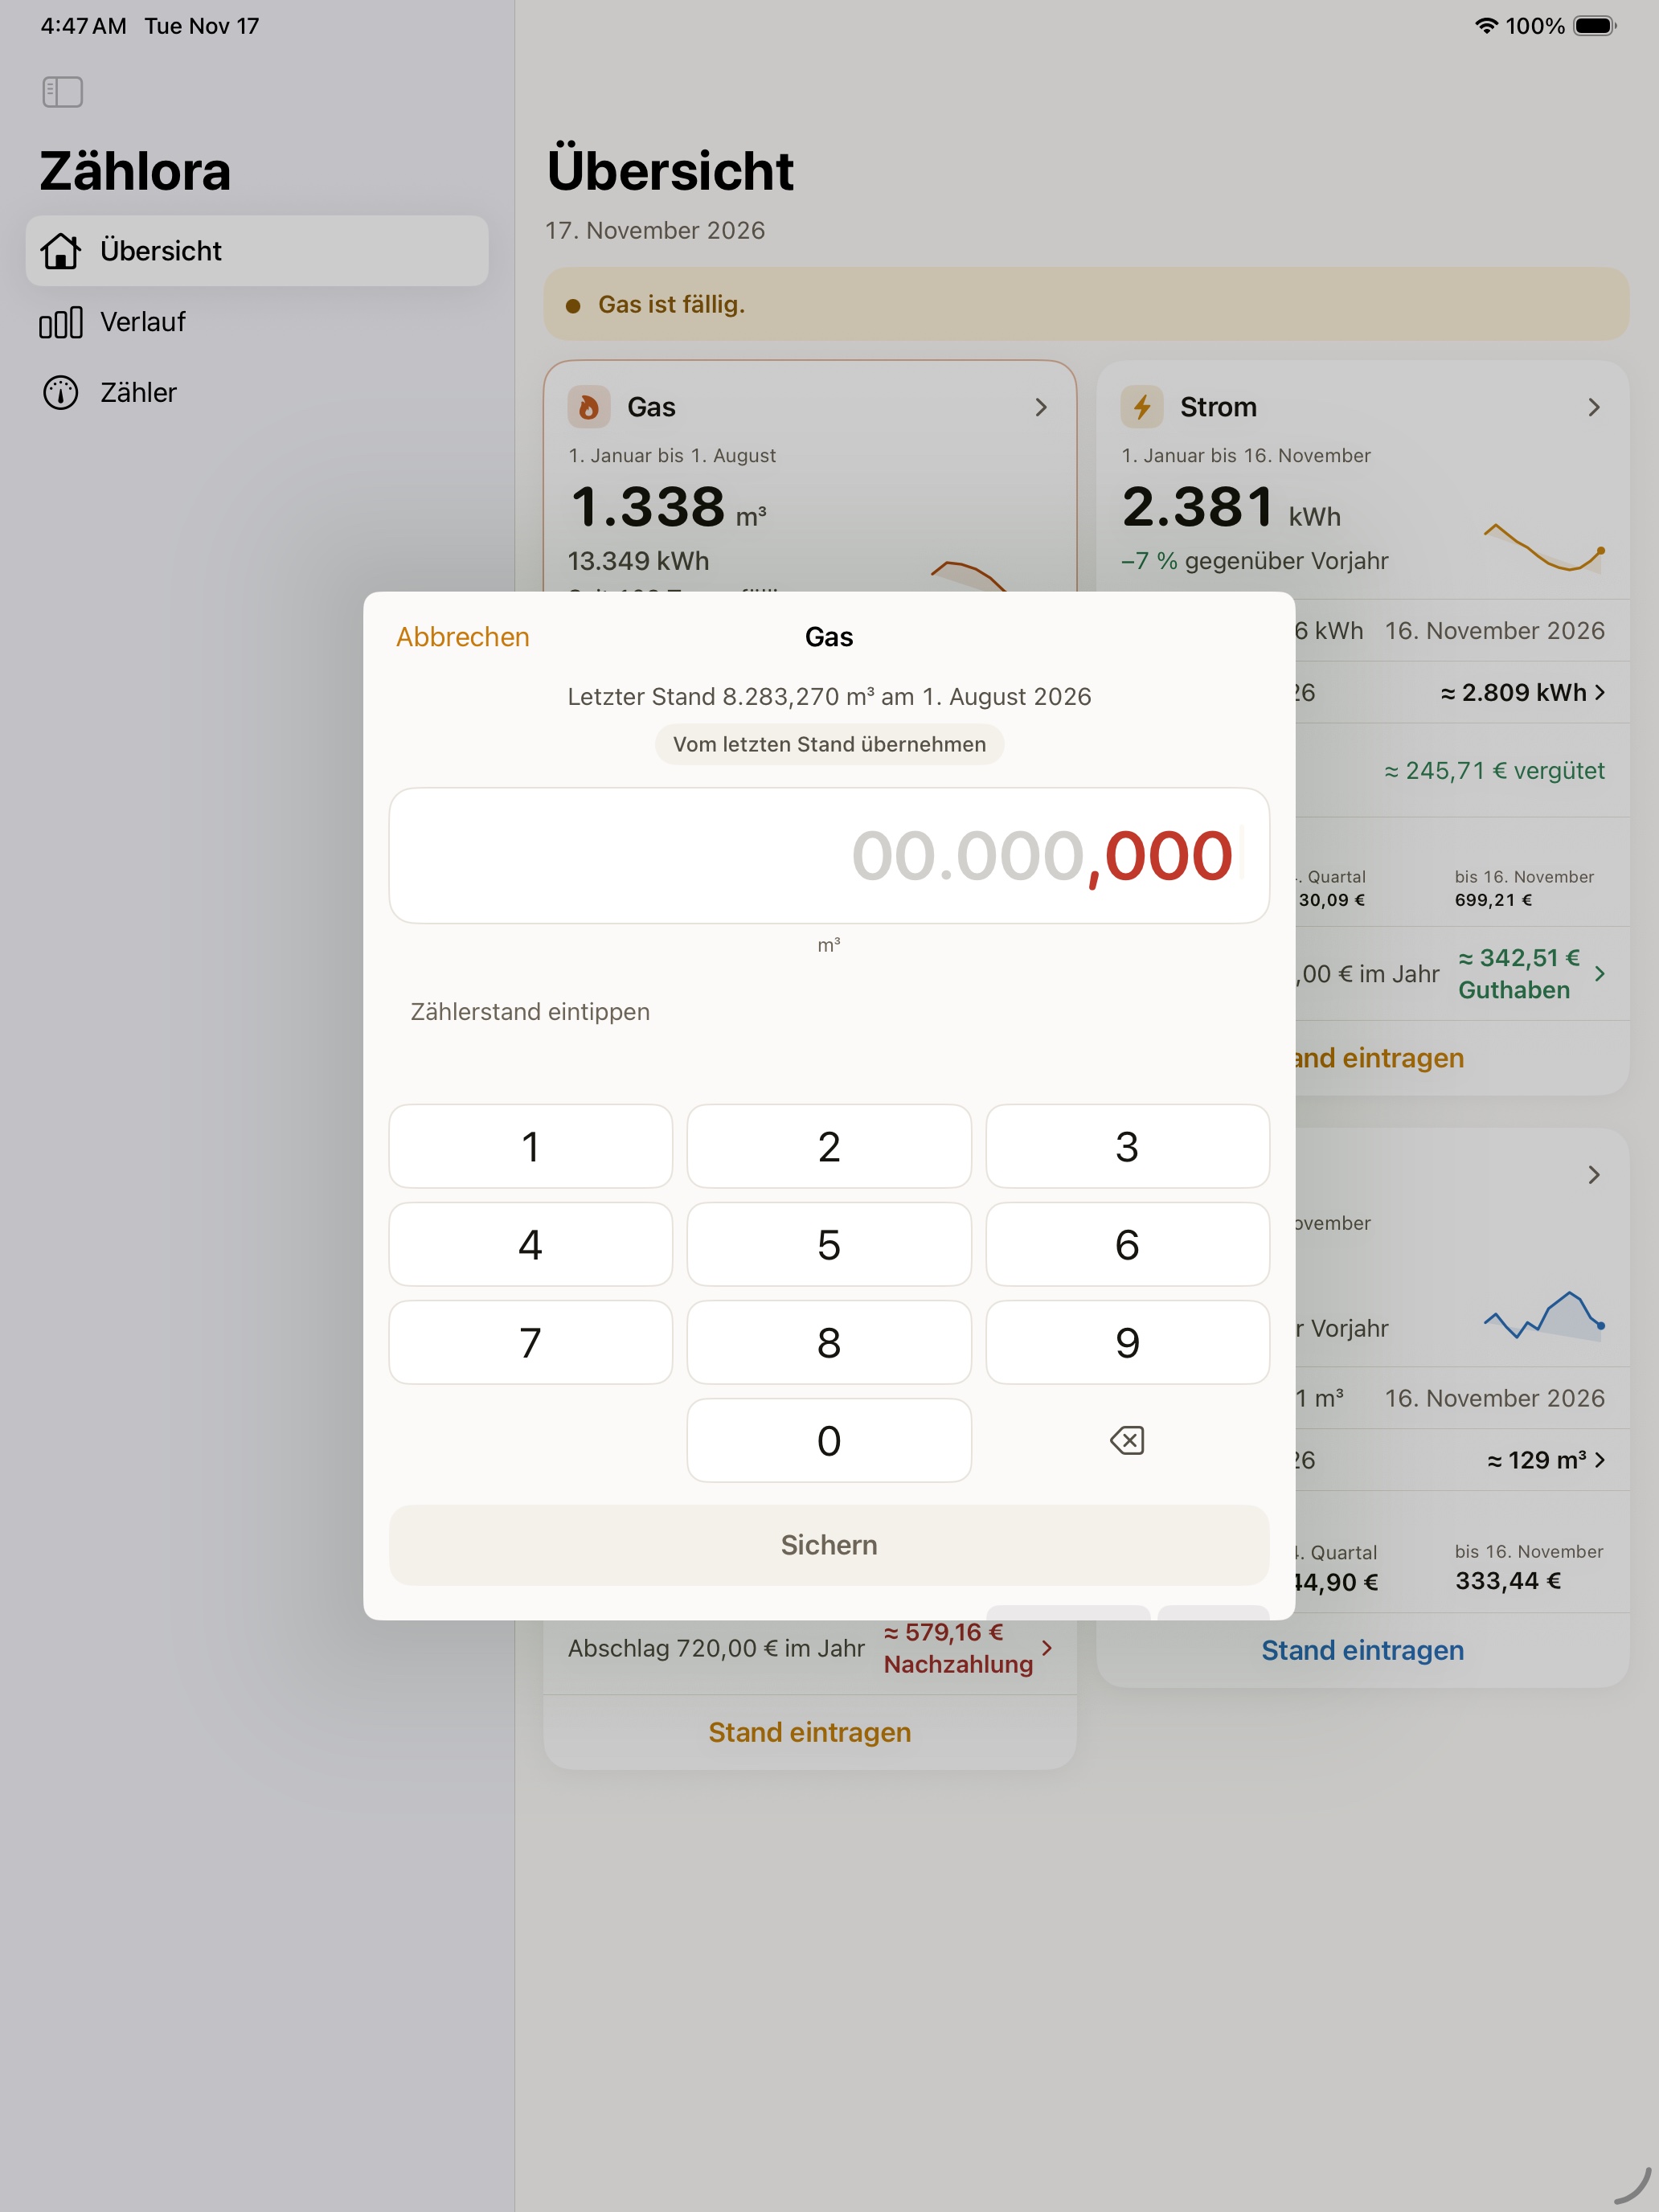 4:47 AM Tue Nov 17
100%
Zählora
Übersicht
Verlauf
Zähler
Übersicht
17. November 2026
Gas ist fällig.
Gas
1. Januar bis 1. August
1.338 m³
13.349 kWh
Strom
1. Januar bis 16. November
2.381 kWh
−7 % gegenüber Vorjahr
6 kWh 16. November 2026
26 ≈ 2.809 kWh
≈ 245,71 € vergütet
. Quartal
30,09 €
bis 16. November
699,21 €
,00 € im Jahr
≈ 342,51 €
Guthaben
and eintragen
Abbrechen
Gas
Letzter Stand 8.283,270 m³ am 1. August 2026
Vom letzten Stand übernehmen
00.000,000
m³
Zählerstand eintippen
1 2 3
4 5 6
7 8 9
0
Sichern
ovember
r Vorjahr
1 m³ 16. November 2026
26 ≈ 129 m³
. Quartal
44,90 €
bis 16. November
333,44 €
Stand eintragen
Abschlag 720,00 € im Jahr
≈ 579,16 €
Nachzahlung
Stand eintragen